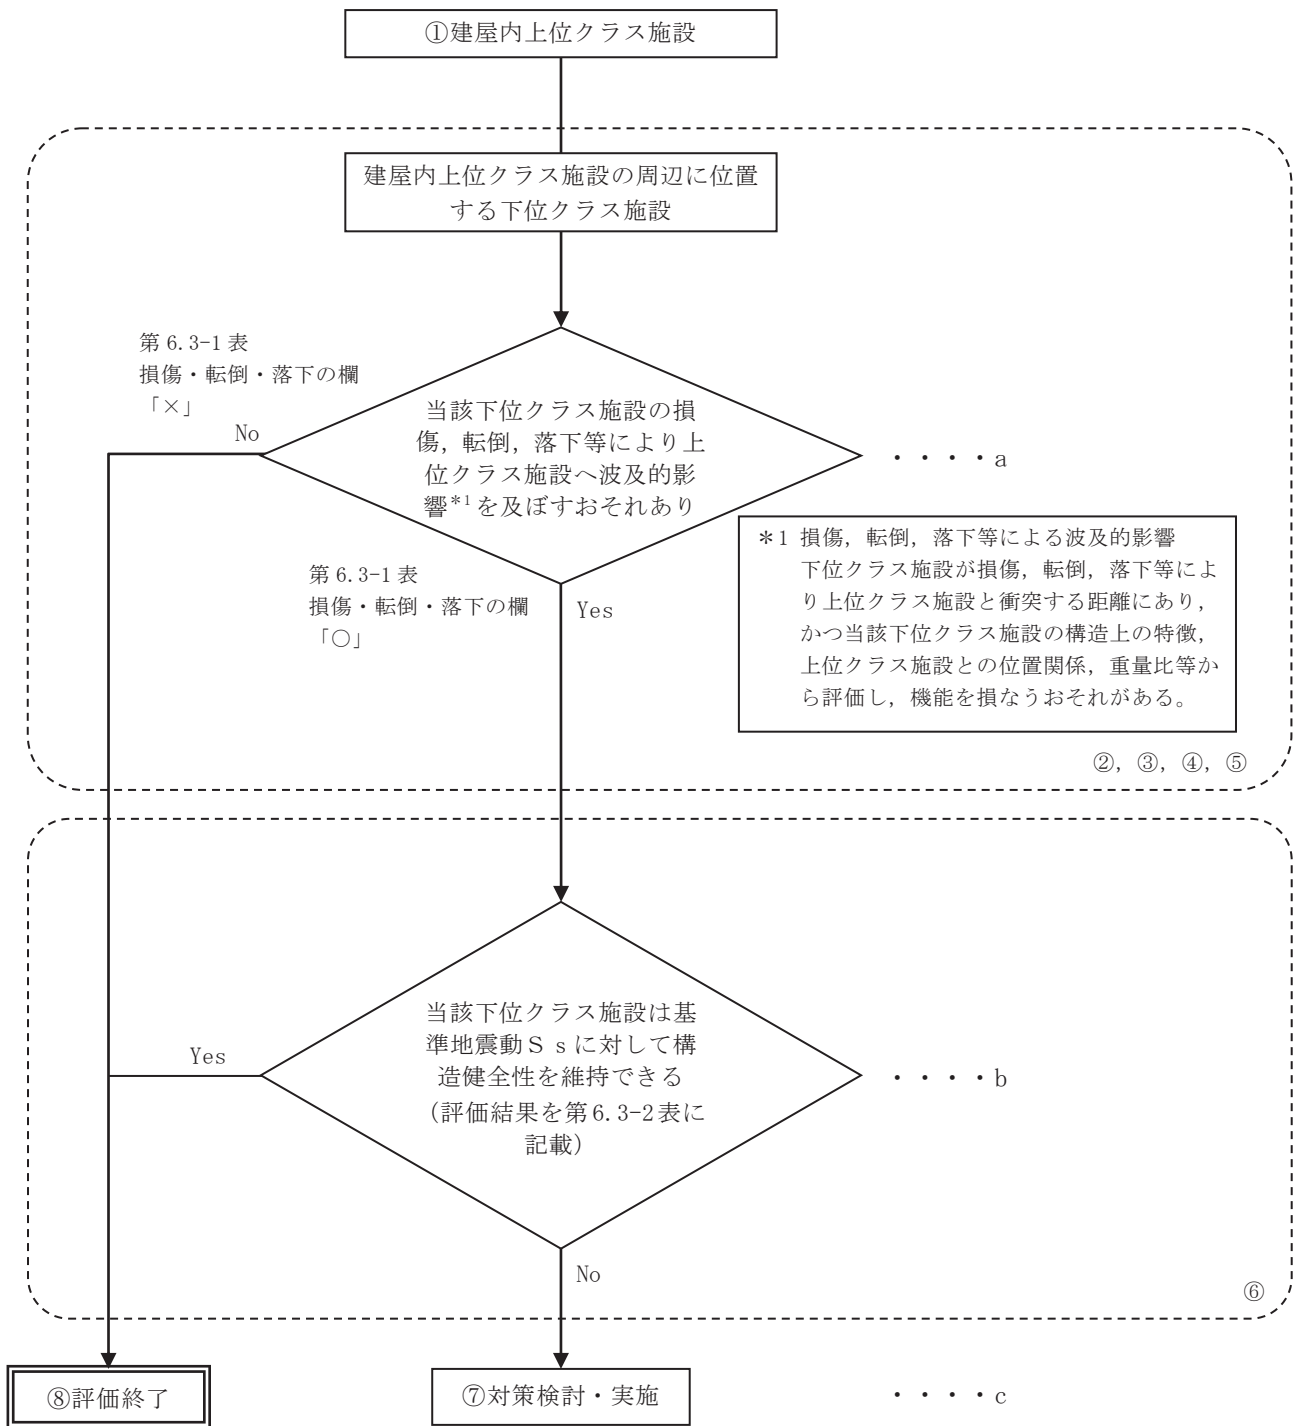 ①建屋内上位クラス施設
建屋内上位クラス施設の周辺に位置
する下位クラス施設
第 6.3-1 表
損傷・転倒・落下の欄
「×」
No
当該下位クラス施設の損
傷，転倒，落下等により上
位クラス施設へ波及的影
響*1を及ぼすおそれあり
・・・・a
第 6.3-1 表
損傷・転倒・落下の欄
「○」
Yes
＊1 損傷，転倒，落下等による波及的影響
下位クラス施設が損傷，転倒，落下等によ
り上位クラス施設と衝突する距離にあり，
かつ当該下位クラス施設の構造上の特徴，
上位クラス施設との位置関係，重量比等か
ら評価し，機能を損なうおそれがある。
②，③，④，⑤
当該下位クラス施設は基
準地震動Ｓｓに対して構
造健全性を維持できる
（評価結果を第6.3-2表に
記載）
Yes
・・・・b
No
⑥
⑧評価終了
⑦対策検討・実施
・・・・c